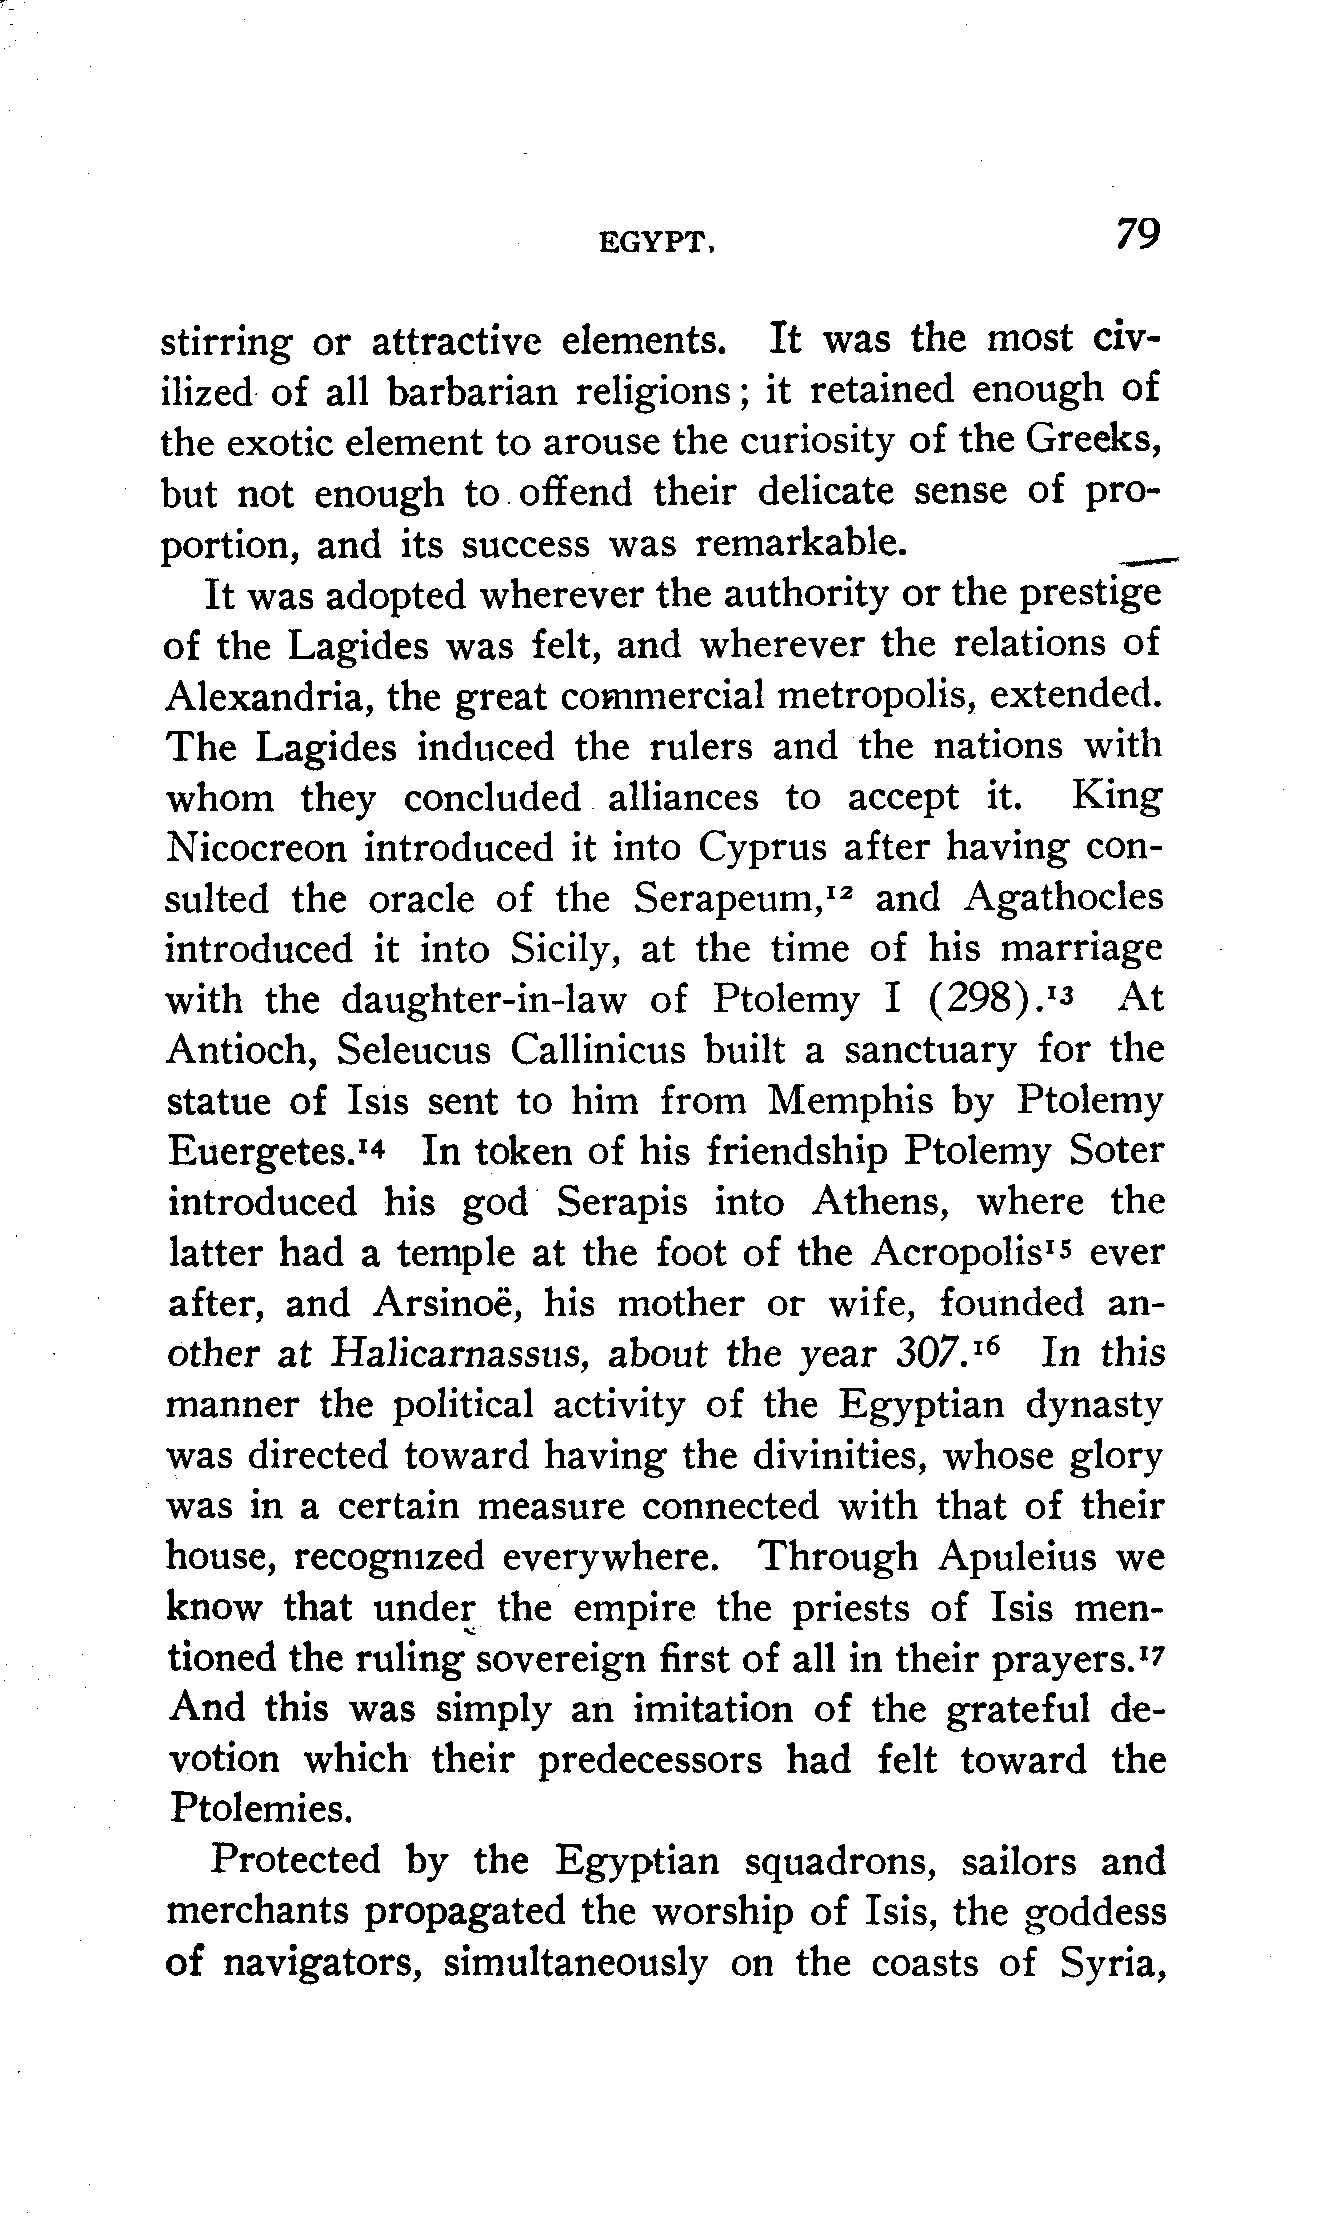 EGYPT. 79
stirring or attractive elements. It was the most civ-
ilized of all barbarian religions; it retained enough of
the exotic element to arouse the curiosity of the Greeks,
but not enough to offend their delicate sense of pro-
portion, and its success was remarkable.
It was adopted wherever the authority or the prestige
of the Lagides was felt, and wherever the relations of
Alexandria, the great commercial metropolis, extended.
The Lagides induced the rulers and the nations with
whom they concluded alliances to accept it. King
Nicocreon introduced it into Cyprus after having con-
sulted the oracle of the Serapeum,¹² and Agathocles
introduced it into Sicily, at the time of his marriage
with the daughter-in-law of Ptolemy I (298).¹³ At
Antioch, Seleucus Callinicus built a sanctuary for the
statue of Isis sent to him from Memphis by Ptolemy
Euergetes.¹⁴ In token of his friendship Ptolemy Soter
introduced his god Serapis into Athens, where the
latter had a temple at the foot of the Acropolis¹⁵ ever
after, and Arsinoë, his mother or wife, founded an-
other at Halicarnassus, about the year 307.¹⁶ In this
manner the political activity of the Egyptian dynasty
was directed toward having the divinities, whose glory
was in a certain measure connected with that of their
house, recognized everywhere. Through Apuleius we
know that under the empire the priests of Isis men-
tioned the ruling sovereign first of all in their prayers.¹⁷
And this was simply an imitation of the grateful de-
votion which their predecessors had felt toward the
Ptolemies.
Protected by the Egyptian squadrons, sailors and
merchants propagated the worship of Isis, the goddess
of navigators, simultaneously on the coasts of Syria,